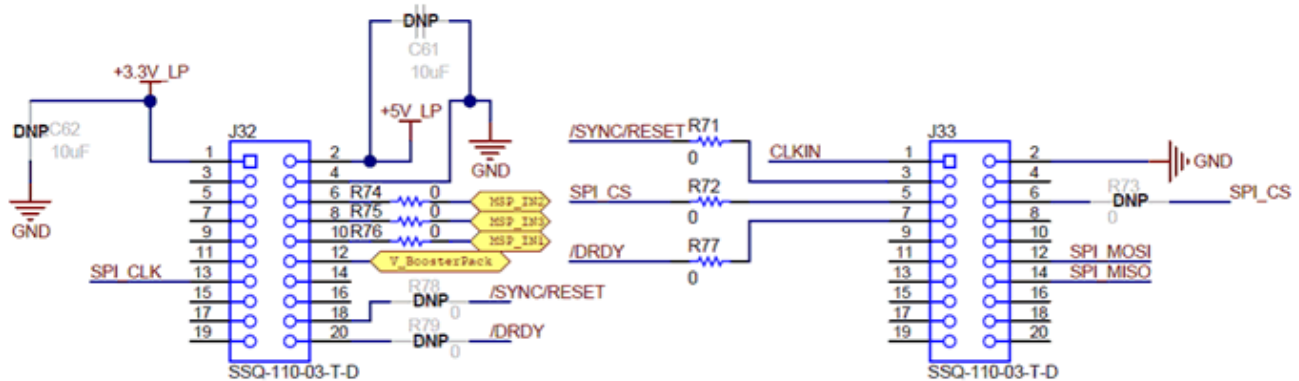 DNP
C61
10uF
+3.3V_LP
+5V_LP
DNP C62
10uF
GND
GND
J32
1 2
3 4
5 6
7 8
9 10
11 12
13 14
15 16
17 18
19 20
R74 0 MSP_IN2
R75 0 MSP_IN3
R76 0 MSP_IN1
V_BoosterPack
SPI_CLK
R78
DNP 0
/SYNC/RESET
R79
DNP 0
/DRDY
SSQ-110-03-T-D
/SYNC/RESET R71
0
SPI_CS R72
0
/DRDY R77
0
CLKIN
J33
1 2
3 4
5 6
7 8
9 10
11 12
13 14
15 16
17 18
19 20
GND
R73
DNP
0
SPI_CS
SPI_MOSI
SPI_MISO
SSQ-110-03-T-D